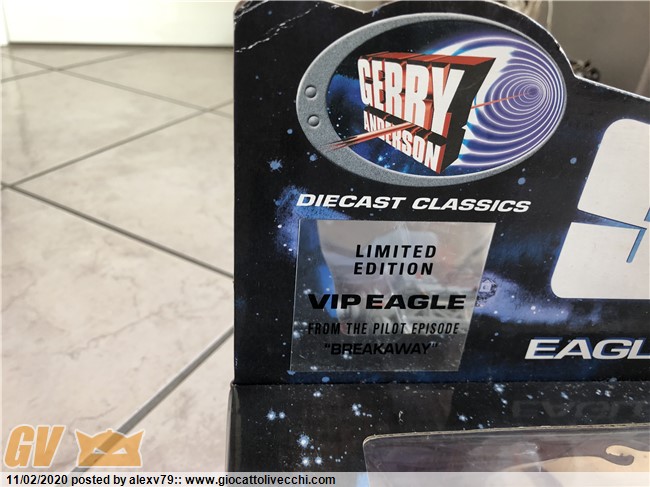 GERRY
ANDERSON
DIECAST CLASSICS
LIMITED
EDITION
VIP EAGLE
FROM THE PILOT EPISODE
"BREAKAWAY"
EAGL
GV
11/02/2020 posted by alexv79:: www.giocattolivecchi.com